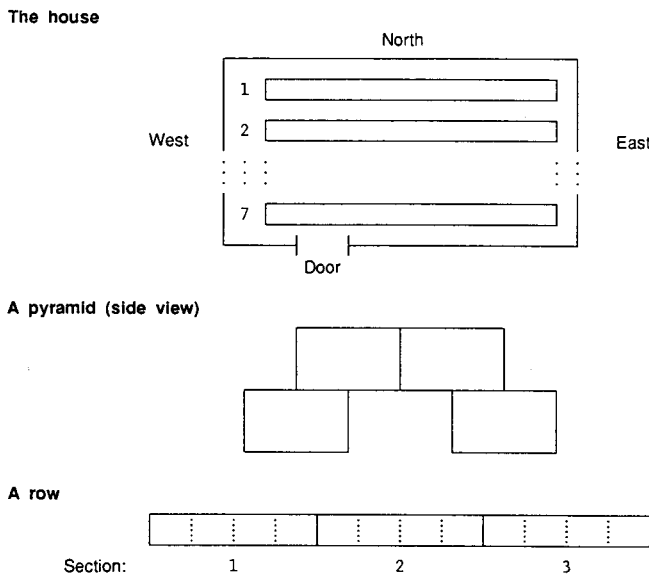 The house
North
1
2
West
East
7
Door
A pyramid (side view)
A row
Section: 1 2 3